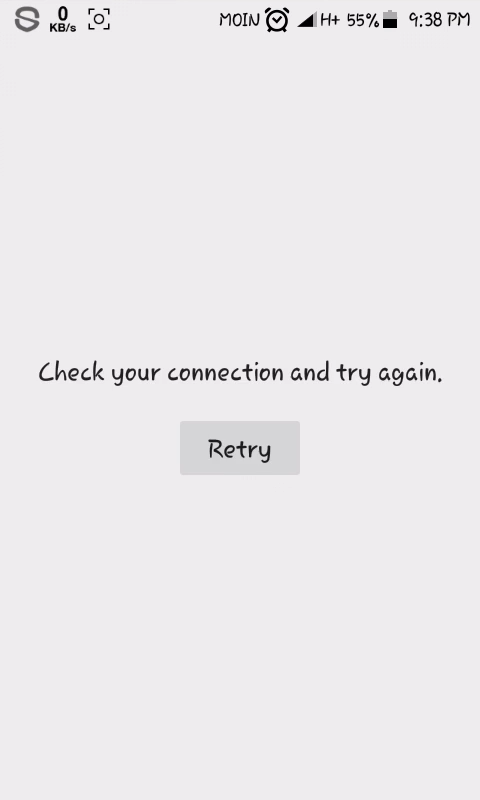 0 KB/s MOIN H+ 55% 9:38 PM
Check your connection and try again.
Retry